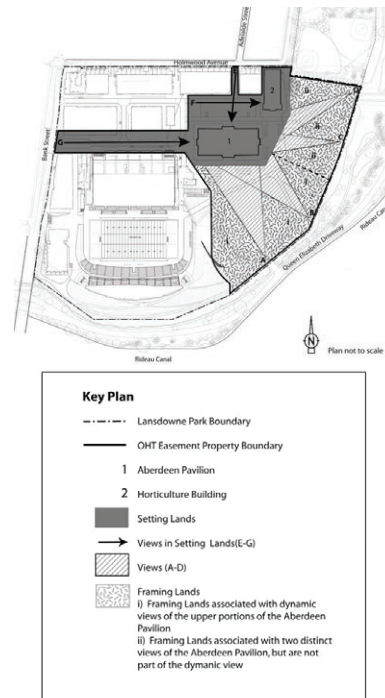 Adelaide Street
Holmwood Avenue
Bank Street
2
F
E
G
1
D
B
C
B
A
Queen Elizabeth Driveway
Rideau Canal
N
Plan not to scale
Rideau Canal
Key Plan
Lansdowne Park Boundary
OHT Easement Property Boundary
1 Aberdeen Pavilion
2 Horticulture Building
Setting Lands
Views in Setting Lands(E-G)
Views (A-D)
Framing Lands
i) Framing Lands associated with dynamic
views of the upper portions of the Aberdeen
Pavilion
ii) Framing Lands associated with two distinct
views of the Aberdeen Pavilion, but are not
part of the dymanic view